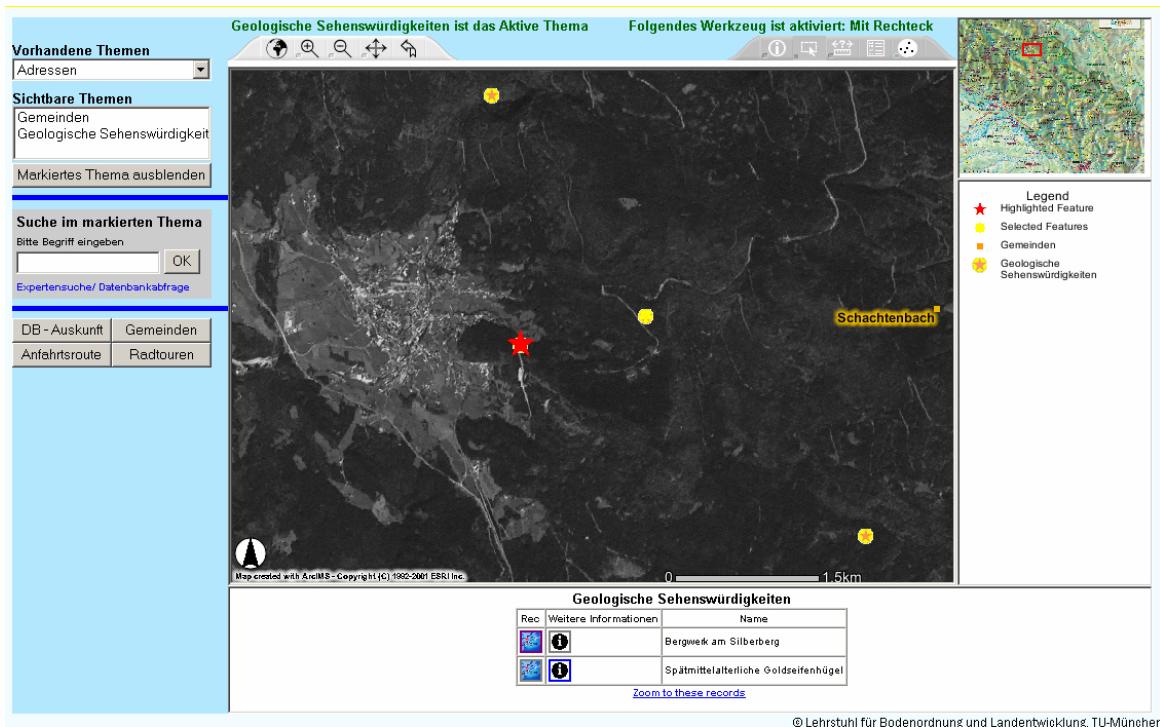 Geologische Sehenswürdigkeiten ist das Aktive Thema
Folgendes Werkzeug ist aktiviert: Mit Rechteck
Vorhandene Themen
Adressen
Sichtbare Themen
Gemeinden
Geologische Sehenswürdigkeit
Markiertes Thema ausblenden
Suche im markierten Thema
Bitte Begriff eingeben
OK
Expertensuche/ Datenbankabfrage
DB - Auskunft
Gemeinden
Anfahrtsroute
Radtouren
Schachtenbach
Map created with ArcIMS - Copyright (C) 1992-2001 ESRI Inc.
0
1.5km
Legend
Highlighted Feature
Selected Features
Gemeinden
Geologische
Sehenswürdigkeiten
Geologische Sehenswürdigkeiten
Rec Weitere Informationen Name
Bergwerk am Silberberg
Spätmittelalterliche Goldseifenhügel
Zoom to these records
© Lehrstuhl für Bodenordnung und Landentwicklung, TU-München